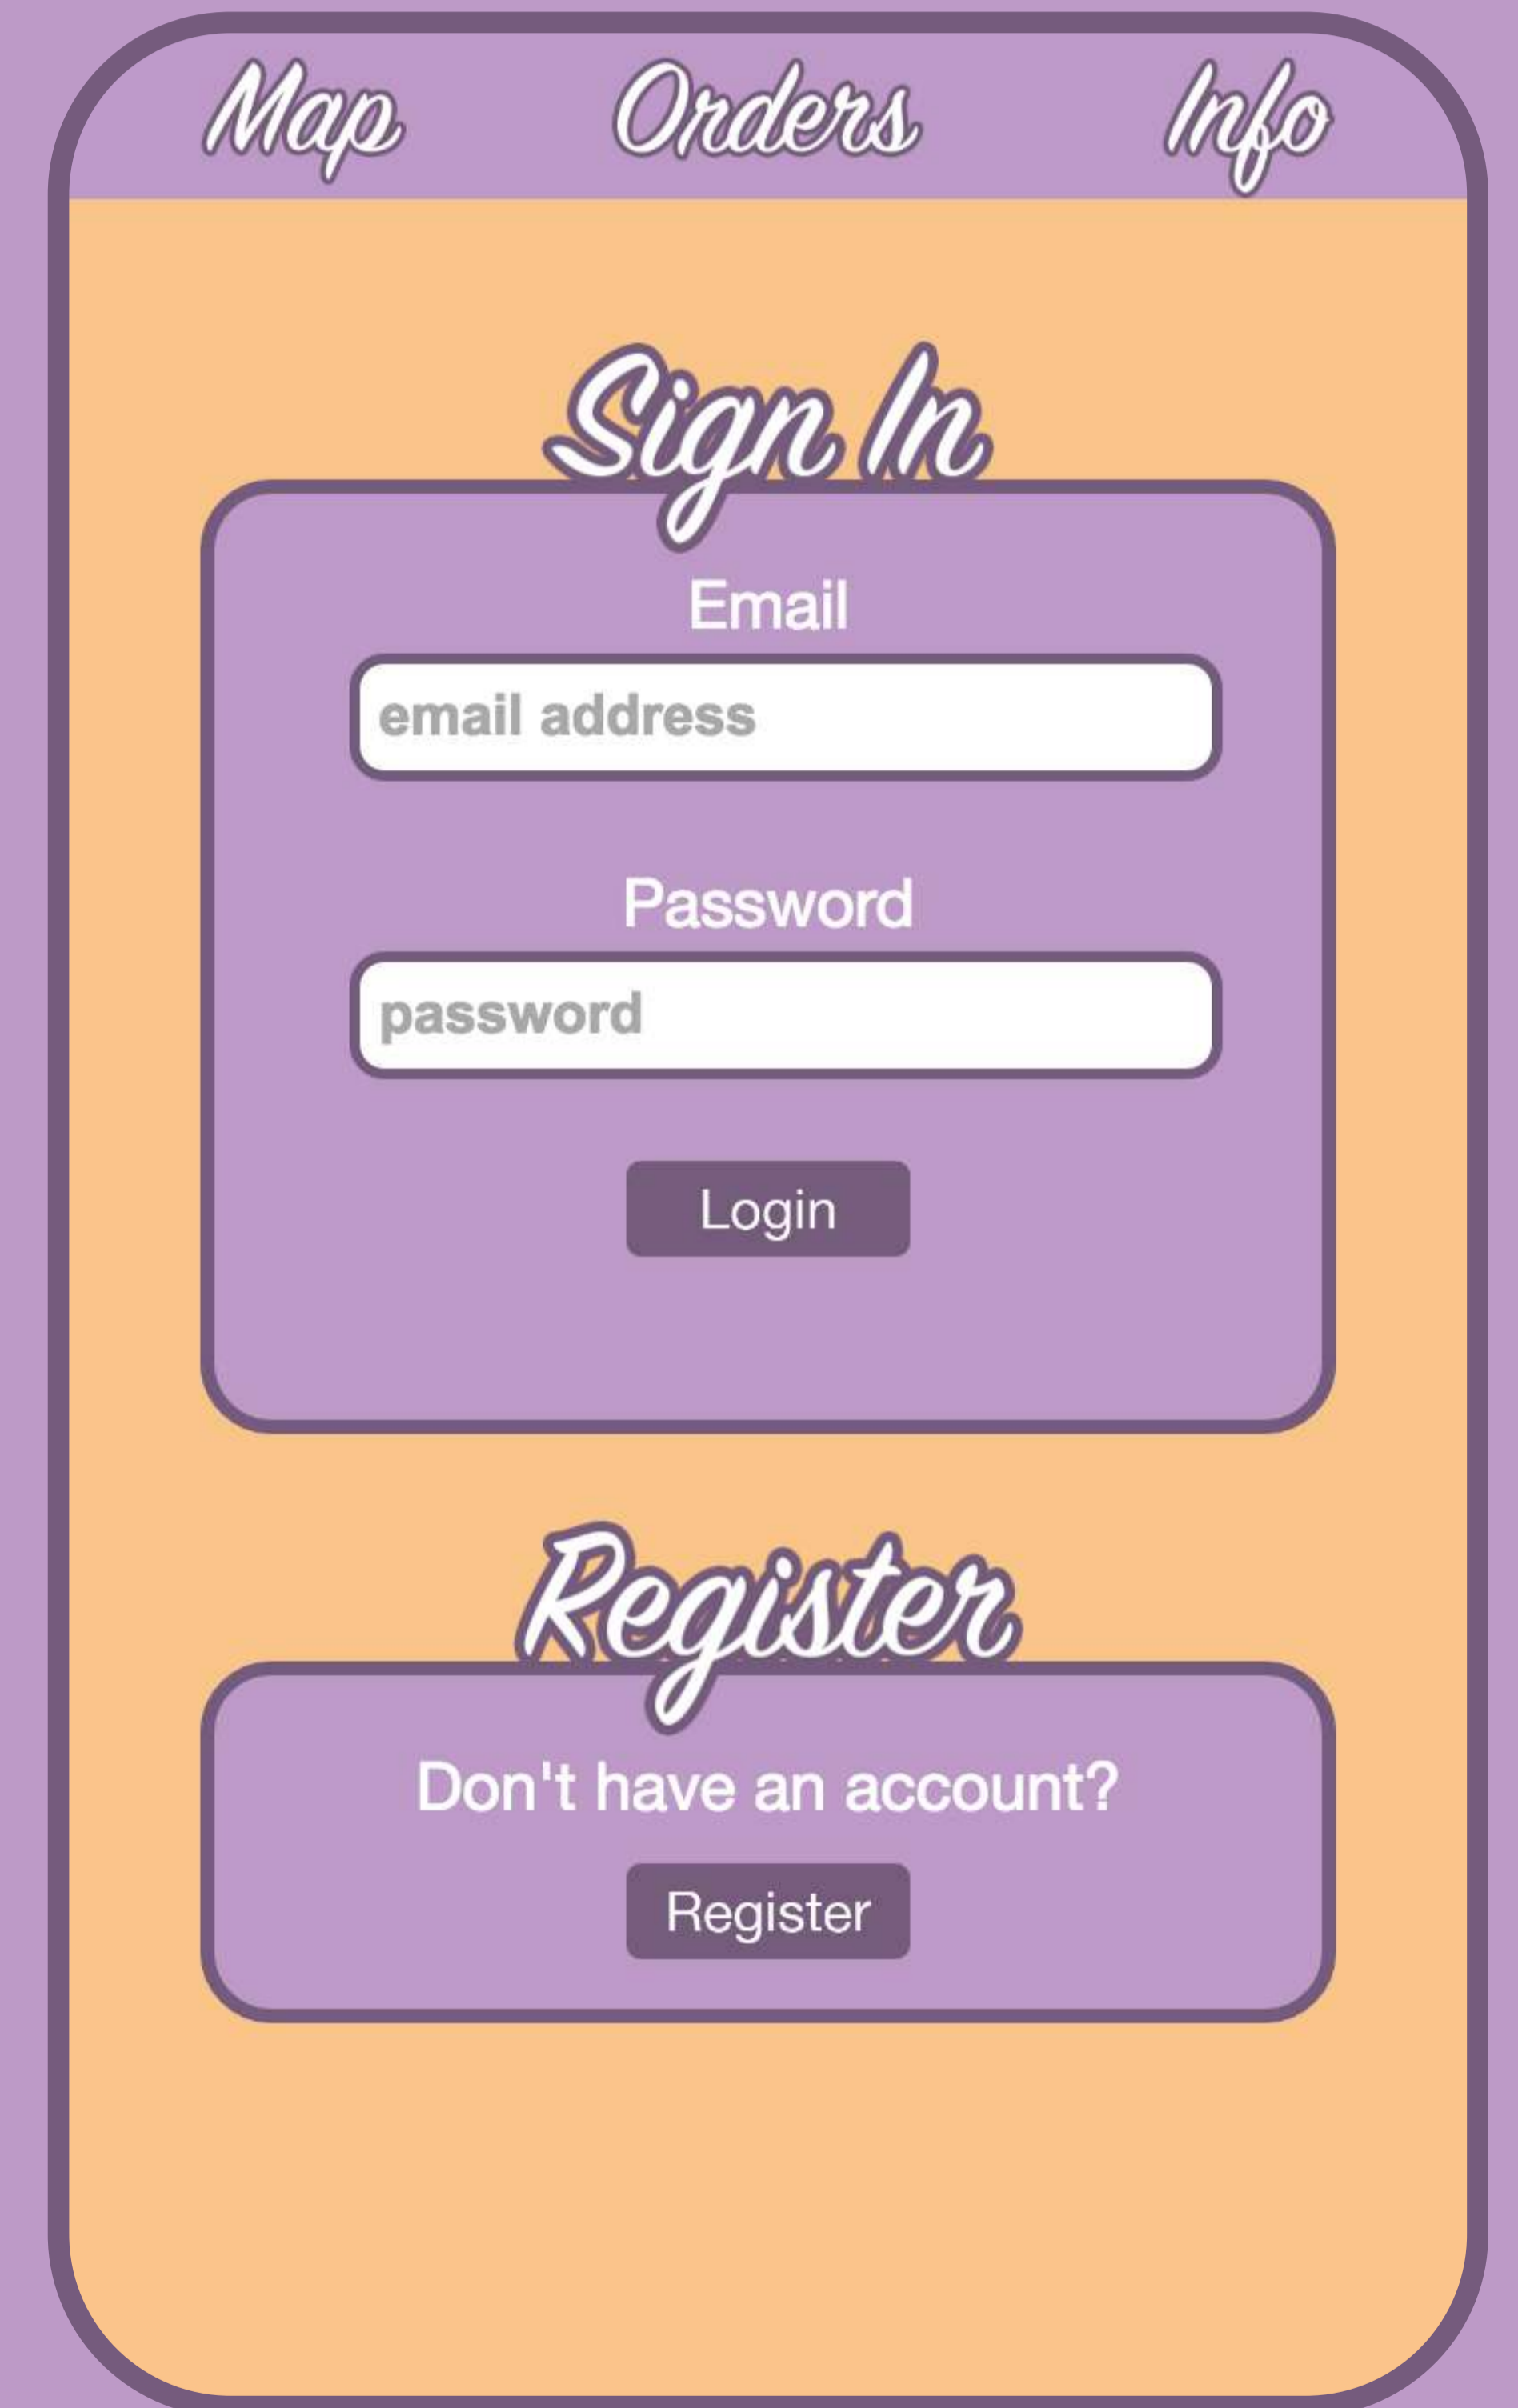 Map Orders Info
Sign In
Email
email address
Password
password
Login
Register
Don't have an account?
Register